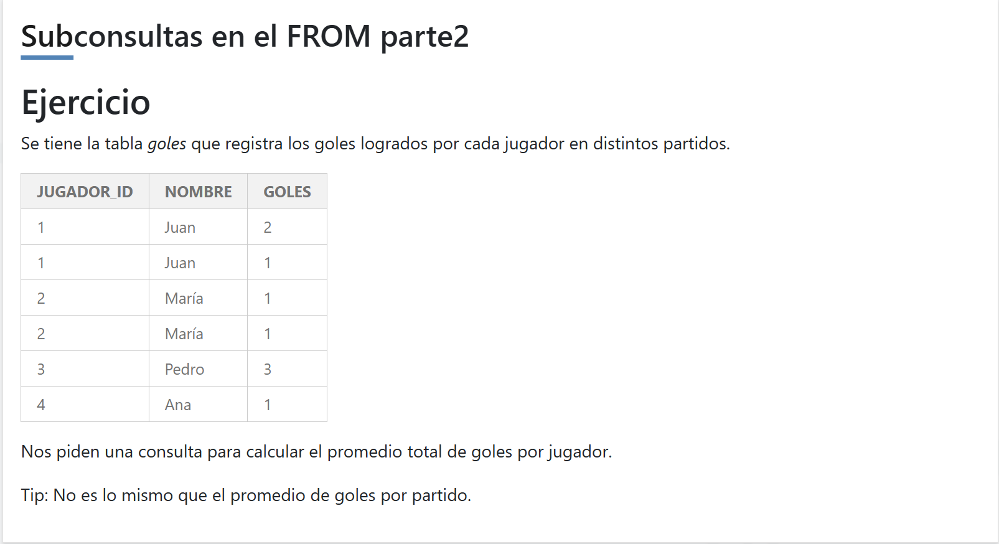 Subconsultas en el FROM parte2
Ejercicio
Se tiene la tabla goles que registra los goles logrados por cada jugador en distintos partidos.
JUGADOR_ID NOMBRE GOLES
1 Juan 2
1 Juan 1
2 María 1
2 María 1
3 Pedro 3
4 Ana 1
Nos piden una consulta para calcular el promedio total de goles por jugador.
Tip: No es lo mismo que el promedio de goles por partido.